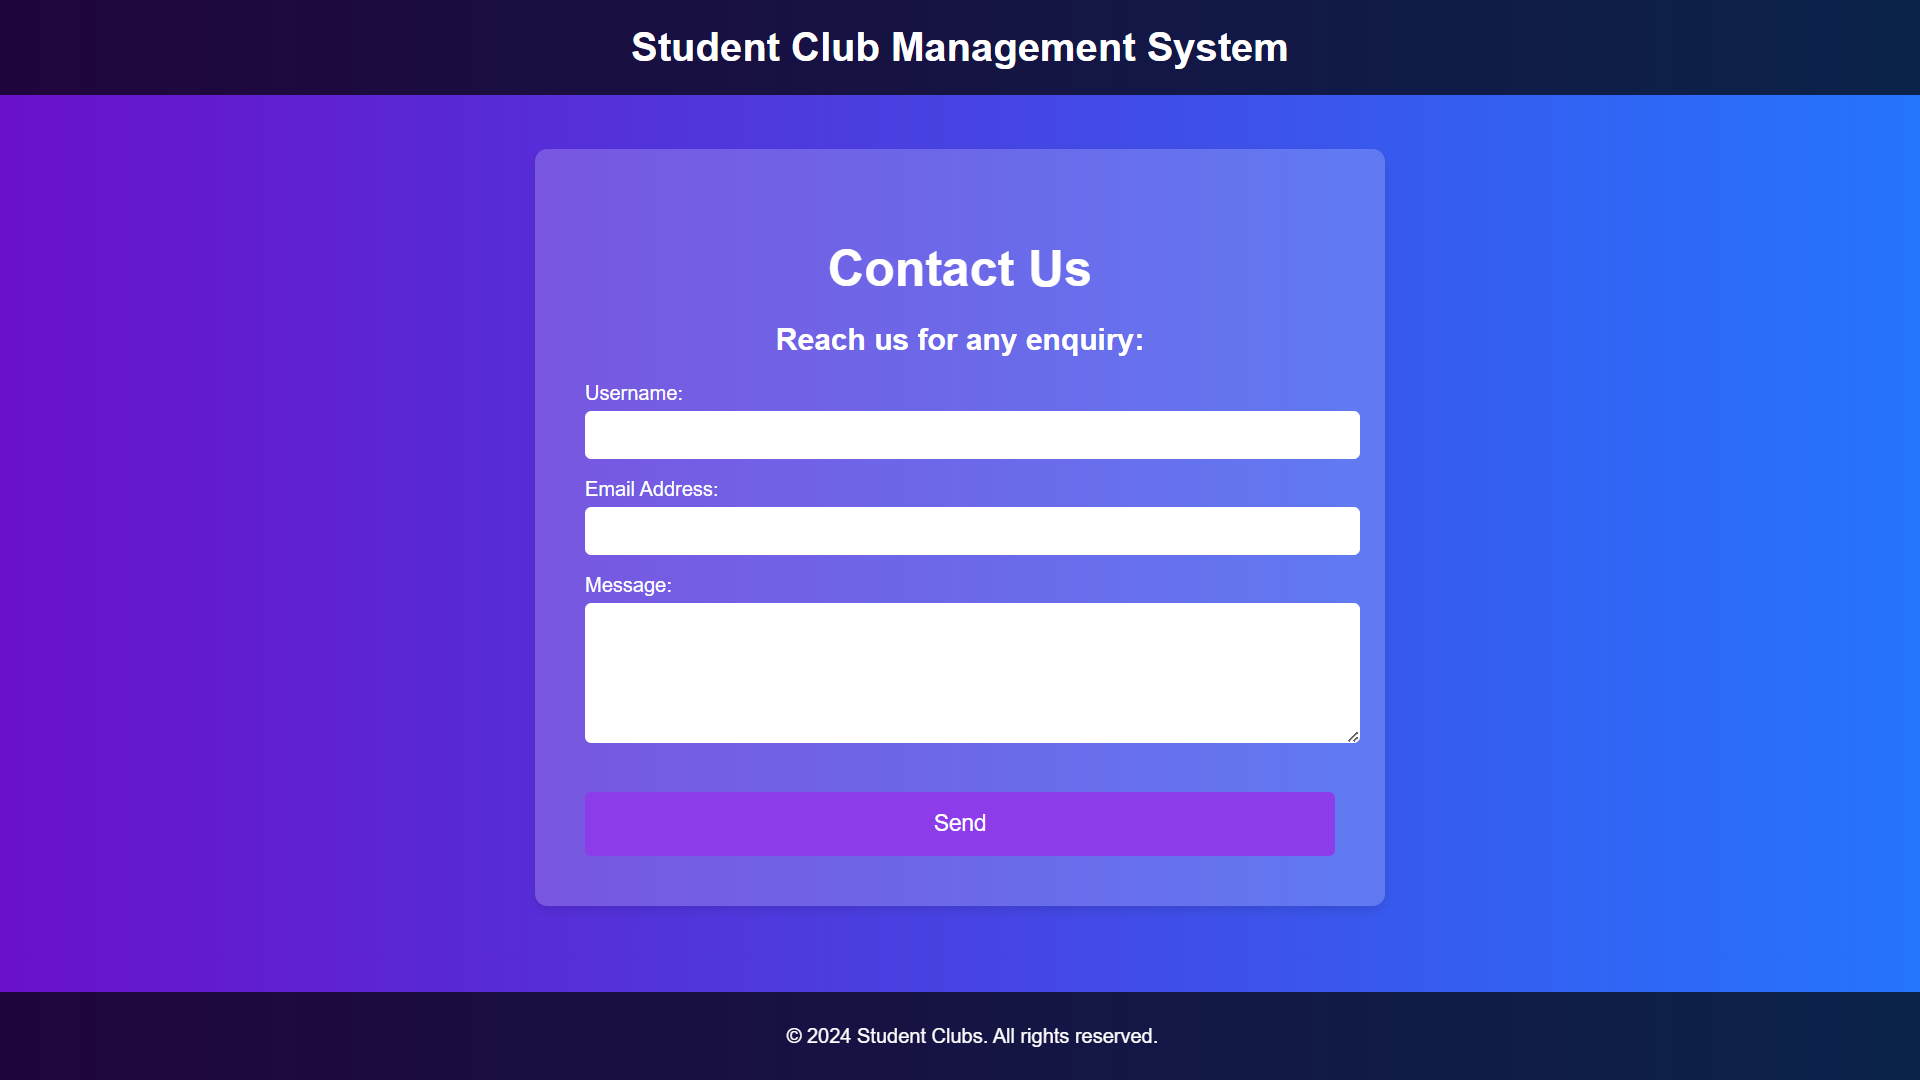 Student Club Management System
Contact Us
Reach us for any enquiry:
Username:
Email Address:
Message:
Send
© 2024 Student Clubs. All rights reserved.